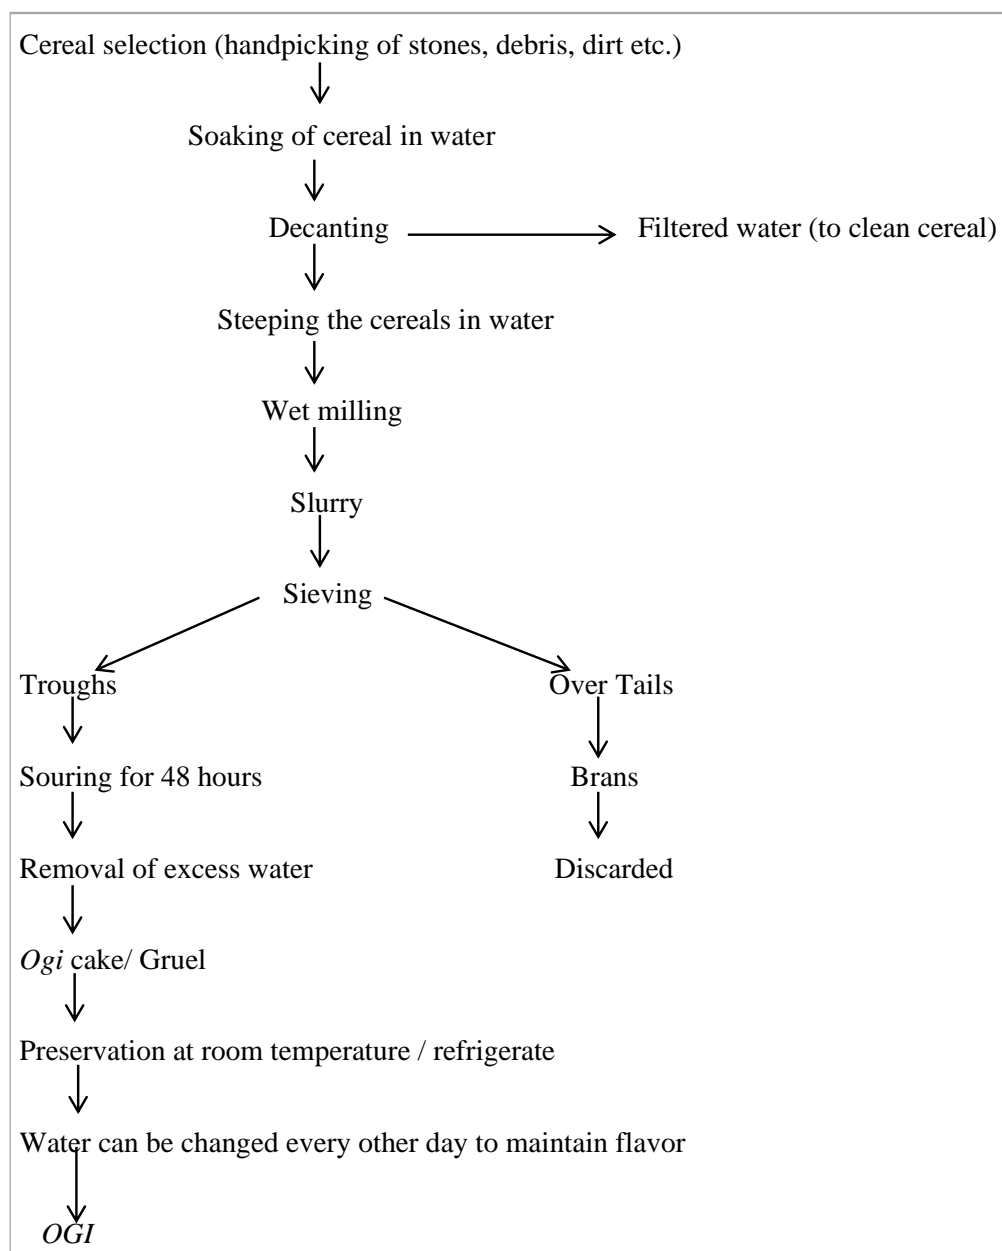 Cereal selection (handpicking of stones, debris, dirt etc.)
Soaking of cereal in water
Decanting
Filtered water (to clean cereal)
Steeping the cereals in water
Wet milling
Slurry
Sieving
Troughs
Over Tails
Souring for 48 hours
Brans
Removal of excess water
Discarded
Ogi cake/ Gruel
Preservation at room temperature / refrigerate
Water can be changed every other day to maintain flavor
OGI